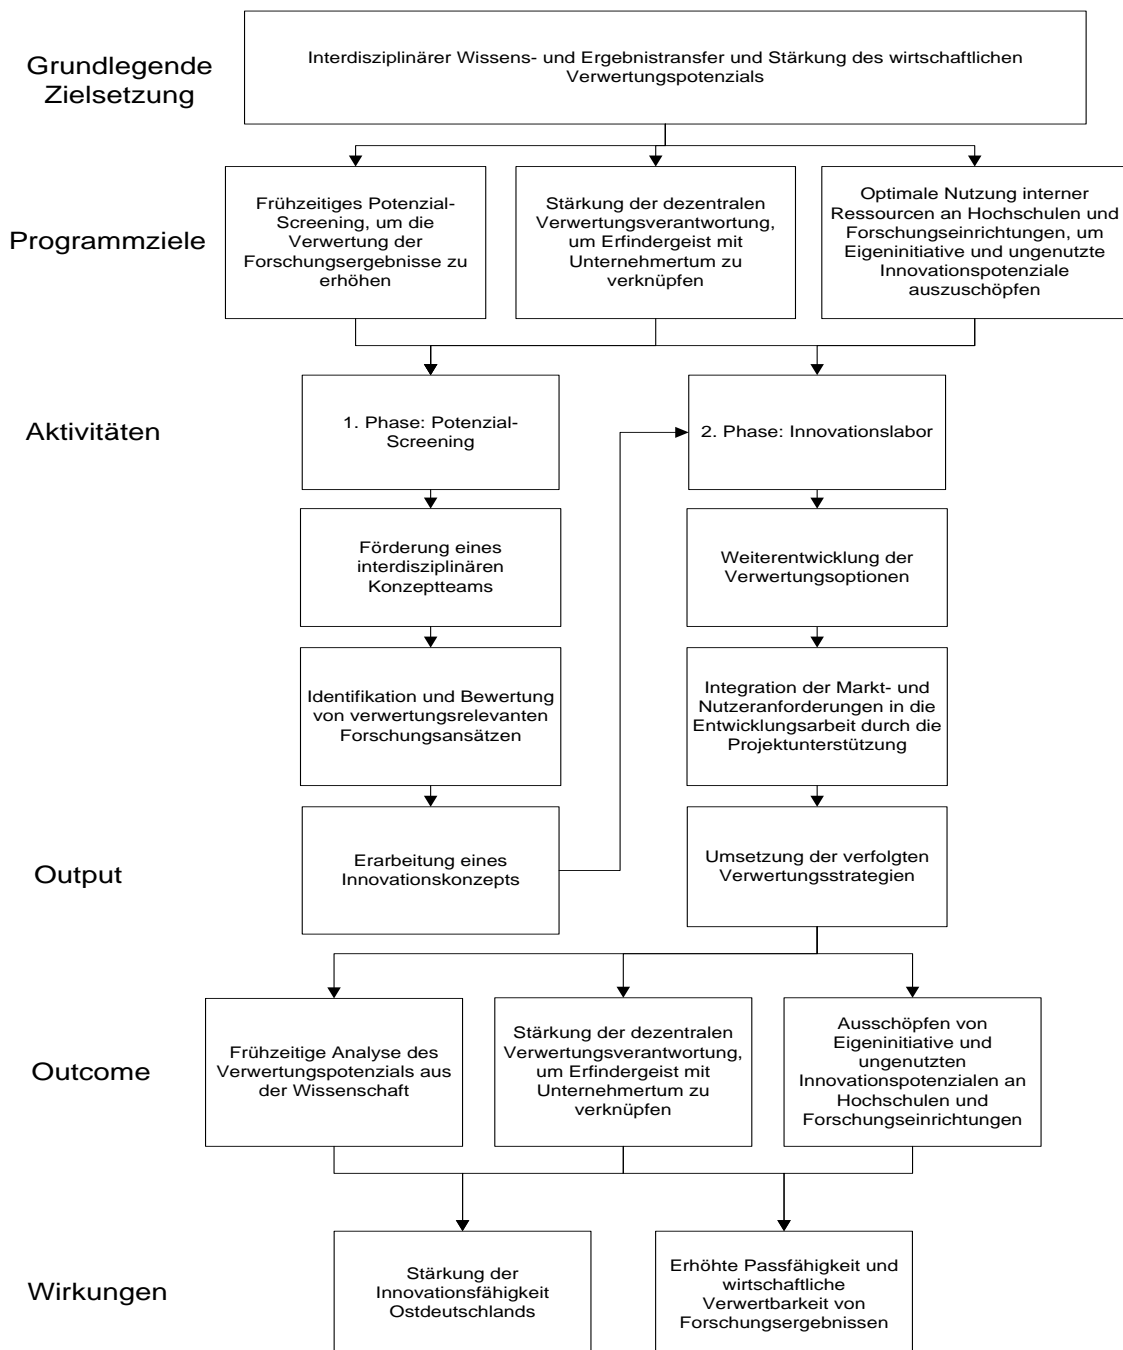 Grundlegende
Zielsetzung
Interdisziplinärer Wissens- und Ergebnistransfer und Stärkung des wirtschaftlichen
Verwertungspotenzials
Programmziele
Frühzeitiges Potenzial-
Screening, um die
Verwertung der
Forschungsergebnisse zu
erhöhen
Stärkung der dezentralen
Verwertungsverantwortung,
um Erfindergeist mit
Unternehmertum zu
verknüpfen
Optimale Nutzung interner
Ressourcen an Hochschulen und
Forschungseinrichtungen, um
Eigeninitiative und ungenutzte
Innovationspotenziale
auszuschöpfen
Aktivitäten
1. Phase: Potenzial-
Screening
2. Phase: Innovationslabor
Förderung eines
interdisziplinären
Konzeptteams
Weiterentwicklung der
Verwertungsoptionen
Identifikation und Bewertung
von verwertungsrelevanten
Forschungsansätzen
Integration der Markt- und
Nutzeranforderungen in die
Entwicklungsarbeit durch die
Projektunterstützung
Output
Erarbeitung eines
Innovationskonzepts
Umsetzung der verfolgten
Verwertungsstrategien
Outcome
Frühzeitige Analyse des
Verwertungspotenzials aus
der Wissenschaft
Stärkung der dezentralen
Verwertungsverantwortung,
um Erfindergeist mit
Unternehmertum zu
verknüpfen
Ausschöpfen von
Eigeninitiative und
ungenutzten
Innovationspotenzialen an
Hochschulen und
Forschungseinrichtungen
Wirkungen
Stärkung der
Innovationsfähigkeit
Ostdeutschlands
Erhöhte Passfähigkeit und
wirtschaftliche
Verwertbarkeit von
Forschungsergebnissen